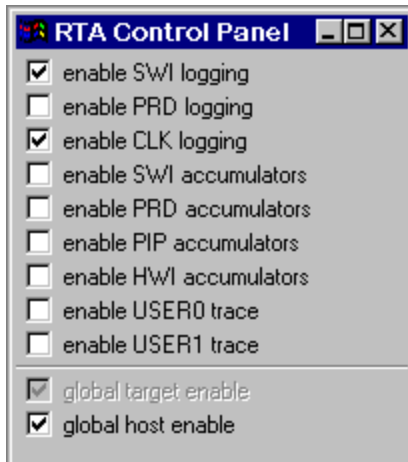 RTA Control Panel
enable SWI logging
enable PRD logging
enable CLK logging
enable SWI accumulators
enable PRD accumulators
enable PIP accumulators
enable HWI accumulators
enable USER0 trace
enable USER1 trace
global target enable
global host enable